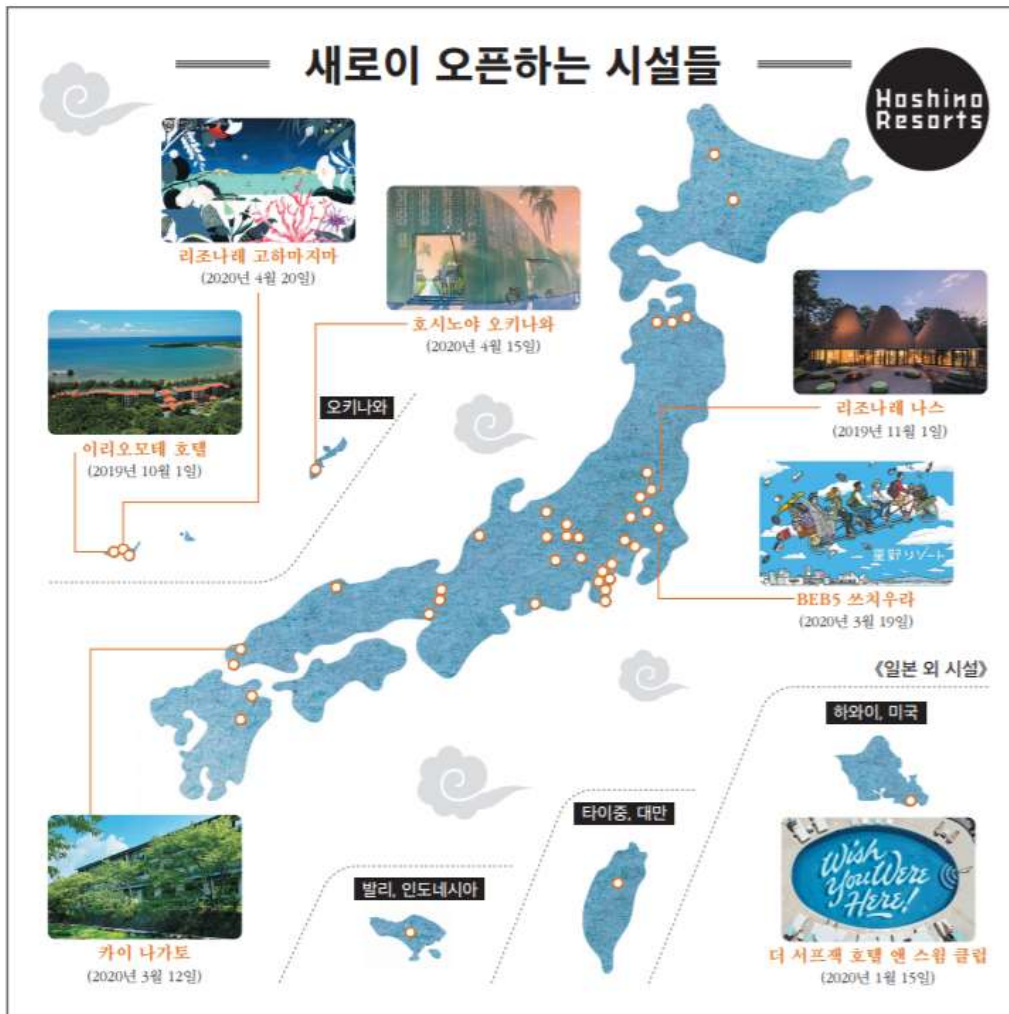 새로이 오픈하는 시설들
Hoshino
Resorts
리조나레 고하마지마
(2020년 4월 20일)
호시노야 오키나와
(2020년 4월 15일)
리조나레 나스
(2019년 11월 1일)
오키나와
이리오모테 호텔
(2019년 10월 1일)
星野リゾート
BEB5 쓰치우라
(2020년 3월 19일)
《일본 외 시설》
하와이, 미국
타이중, 대만
Wish
You Were
Here!
발리, 인도네시아
카이 나가토
(2020년 3월 12일)
더 서프잭 호텔 앤 스윔 클럽
(2020년 1월 15일)